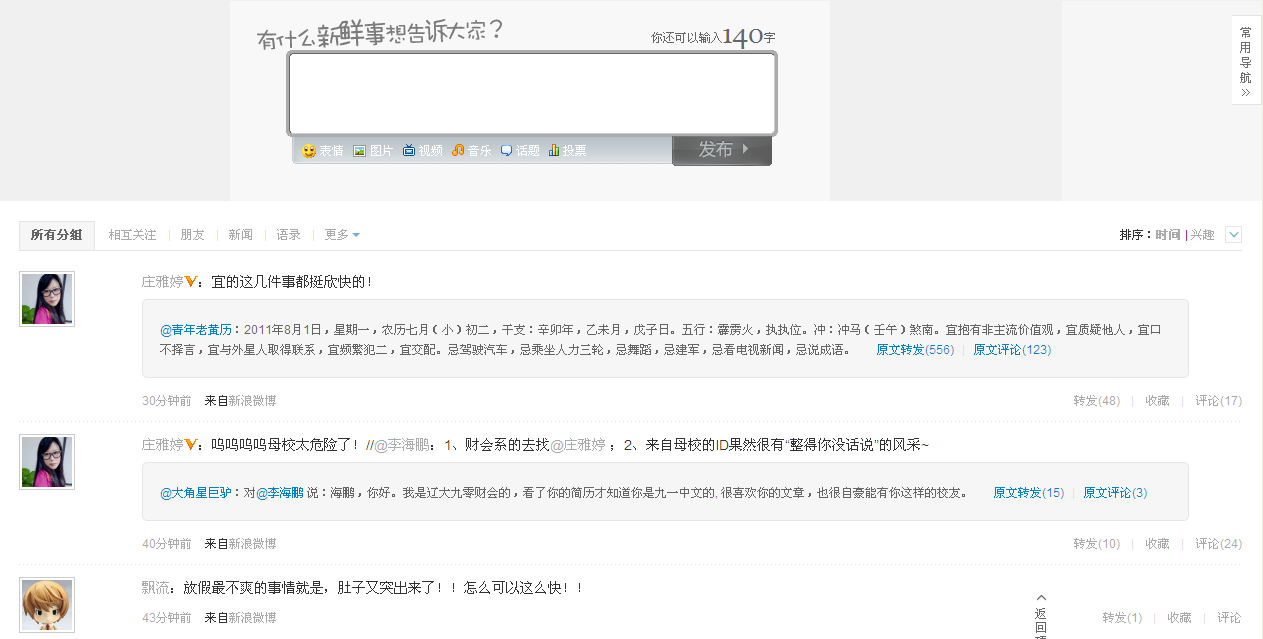 有什么新鲜事想告诉大家？
你还可以输入140字
常用导航
表情 图片 视频 音乐 话题 投票 发布
所有分组 相互关注 朋友 新闻 语录 更多 排序：时间 | 兴趣
庄雅婷：宜的这几件事都挺欣快的！
@青年老黄历：2011年8月1日，星期一，农历七月（小）初二，干支：辛卯年，乙未月，戊子日。五行：霹雳火，执执位。冲：冲马（壬午）煞南。宜抱有非主流价值观，宜质疑他人，宜口
不择言，宜与外星人取得联系，宜频繁犯二，宜交配。忌驾驶汽车，忌乘坐人力三轮，忌舞蹈，忌建军，忌看电视新闻，忌说成语。 原文转发(556) | 原文评论(123)
30分钟前 来自新浪微博 转发(48) | 收藏 | 评论(17)
庄雅婷：呜呜呜呜母校太危险了！//@李海鹏：1、财会系的去找@庄雅婷；2、来自母校的ID果然很有“整得你没话说”的风采~
@大角星巨驴：对@李海鹏 说：海鹏，你好。我是辽大九零财会的，看了你的简历才知道你是九一中文的, 很喜欢你的文章，也很自豪能有你这样的校友。 原文转发(15) | 原文评论(3)
40分钟前 来自新浪微博 转发(10) | 收藏 | 评论(24)
飘流：放假最不爽的事情就是，肚子又突出来了！！怎么可以这么快！！
43分钟前 来自新浪微博 转发(1) | 收藏 | 评论
返回